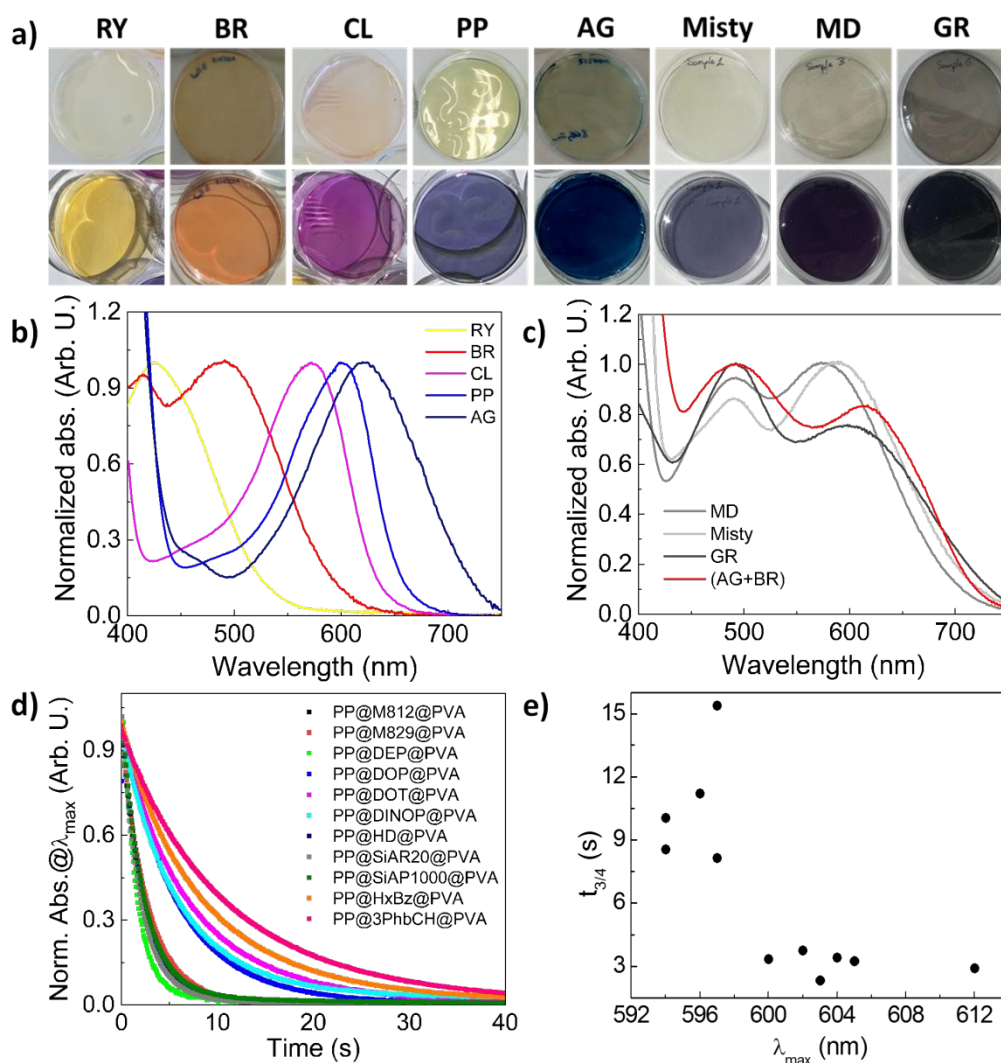 a) RY BR CL PP AG Misty MD GR
Sample 1 Sample 3
b) c)
1.2
0.9
0.6
0.3
0.0
Normalized abs. (Arb. U.)
400 500 600 700
Wavelength (nm)
RY
BR
CL
PP
AG
1.2
1.0
0.8
0.6
0.4
0.2
0.0
Normalized abs. (Arb. U.)
400 500 600 700
Wavelength (nm)
MD
Misty
GR
(AG+BR)
d) e)
0.9
0.6
0.3
0.0
Norm. Abs.@λmax (Arb. U.)
0 10 20 30 40
Time (s)
PP@M812@PVA
PP@M829@PVA
PP@DEP@PVA
PP@DOP@PVA
PP@DOT@PVA
PP@DINOP@PVA
PP@HD@PVA
PP@SiAR20@PVA
PP@SiAP1000@PVA
PP@HxBz@PVA
PP@3PhbCH@PVA
15
12
9
6
3
t3/4 (s)
592 596 600 604 608 612
λmax (nm)